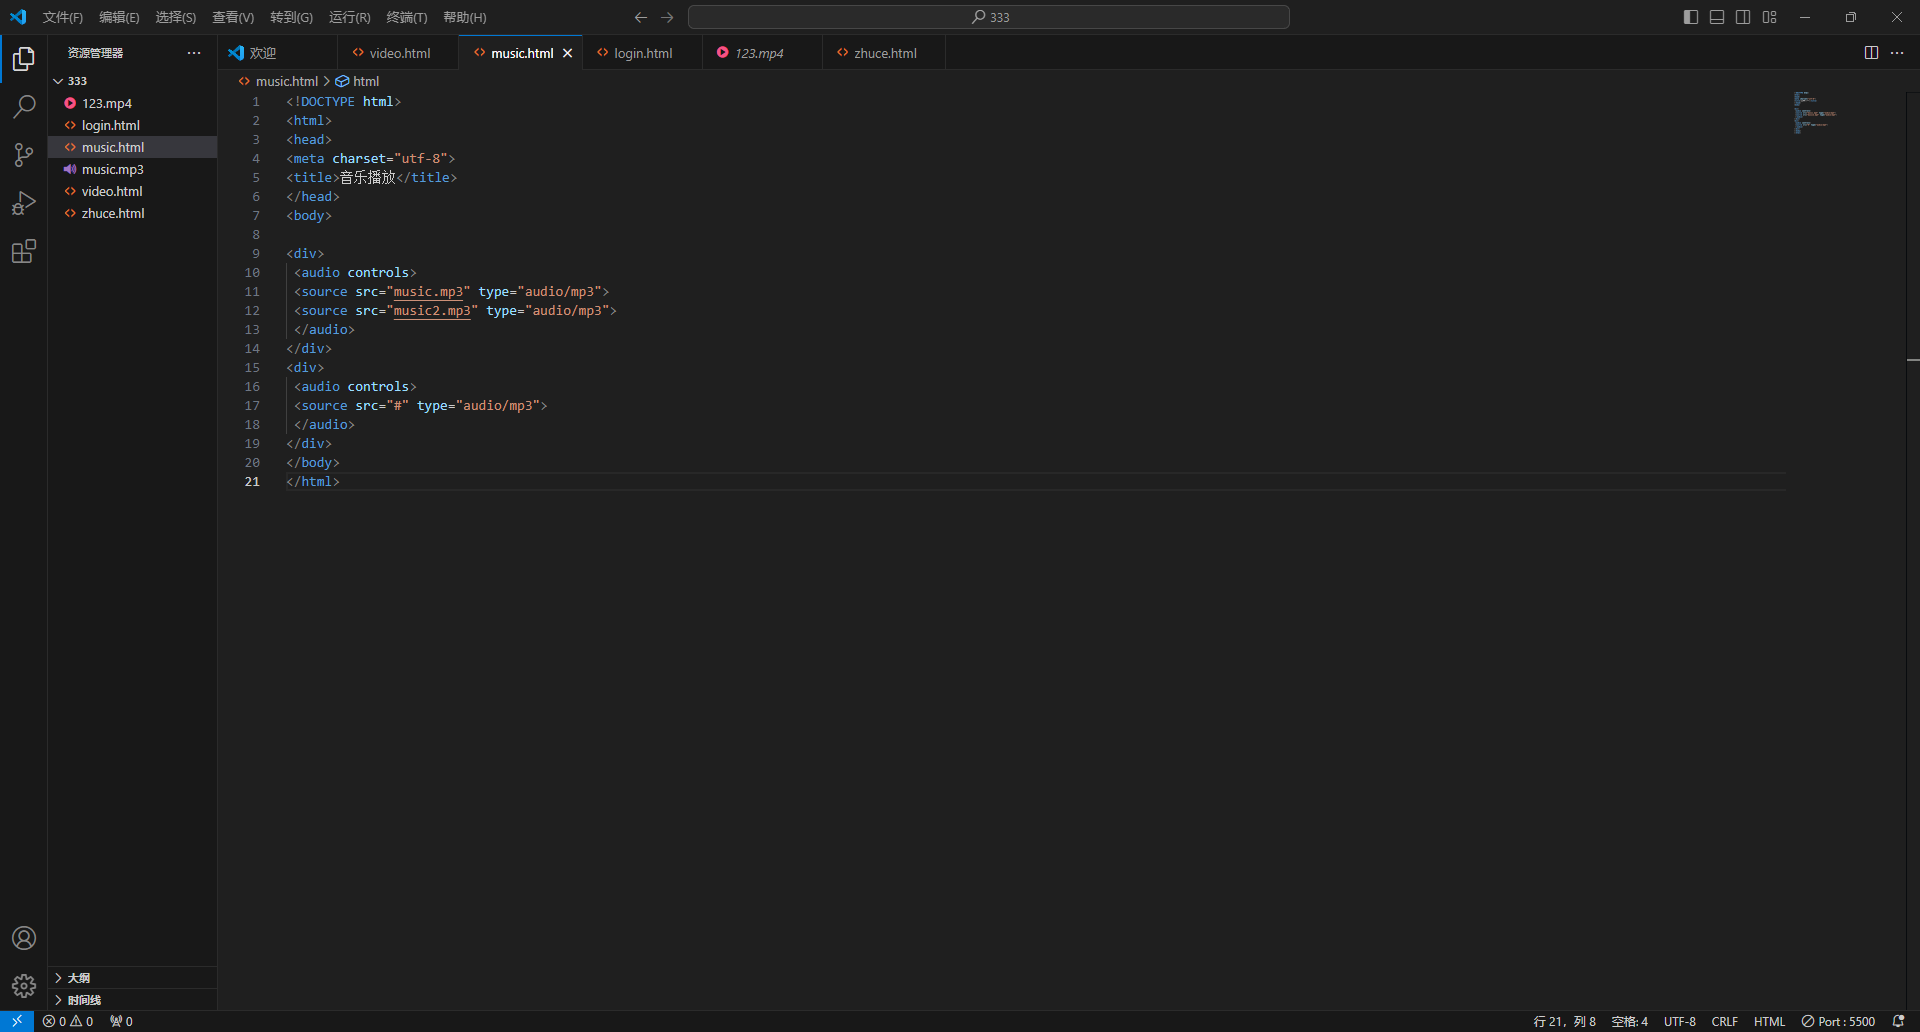 文件(F) 编辑(E) 选择(S) 查看(V) 转到(G) 运行(R) 终端(T) 帮助(H) 333
资源管理器
欢迎 video.html music.html login.html 123.mp4 zhuce.html
333
123.mp4
login.html
music.html
music.mp3
video.html
zhuce.html
music.html > html
1 <!DOCTYPE html>
2 <html>
3 <head>
4 <meta charset="utf-8">
5 <title>音乐播放</title>
6 </head>
7 <body>
8
9 <div>
10 <audio controls>
11 <source src="music.mp3" type="audio/mp3">
12 <source src="music2.mp3" type="audio/mp3">
13 </audio>
14 </div>
15 <div>
16 <audio controls>
17 <source src="#" type="audio/mp3">
18 </audio>
19 </div>
20 </body>
21 </html>
大纲
时间线
0 0 0 行 21，列 8 空格: 4 UTF-8 CRLF HTML Port : 5500